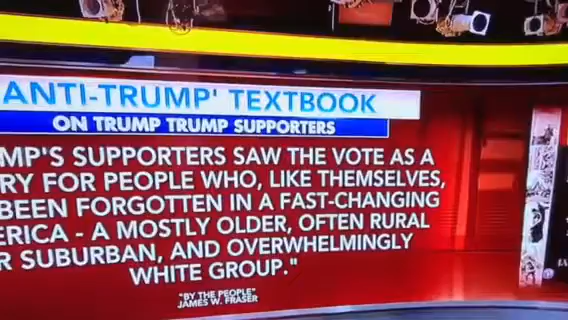 ANTI-TRUMP' TEXTBOOK
ON TRUMP TRUMP SUPPORTERS
MP'S SUPPORTERS SAW THE VOTE AS A
RY FOR PEOPLE WHO, LIKE THEMSELVES,
BEEN FORGOTTEN IN A FAST-CHANGING
ERICA - A MOSTLY OLDER, OFTEN RURAL
R SUBURBAN, AND OVERWHELMINGLY
WHITE GROUP."
"BY THE PEOPLE"
JAMES W. FRASER